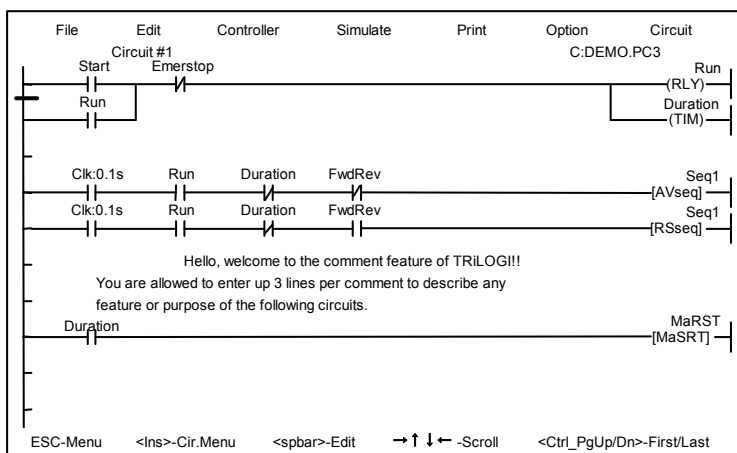 File Edit Controller Simulate Print Option Circuit
Circuit #1 C:DEMO.PC3
Start Emerstop Run
(RLY)
Run Duration
(TIM)
Clk:0.1s Run Duration FwdRev Seq1
[AVseq]
Clk:0.1s Run Duration FwdRev Seq1
[RSseq]
Hello, welcome to the comment feature of TRiLOGI!!
You are allowed to enter up 3 lines per comment to describe any
feature or purpose of the following circuits.
Duration MaRST
[MaSRT]
ESC-Menu <Ins>-Cir.Menu <spbar>-Edit →↑↓← -Scroll <Ctrl_PgUp/Dn>-First/Last